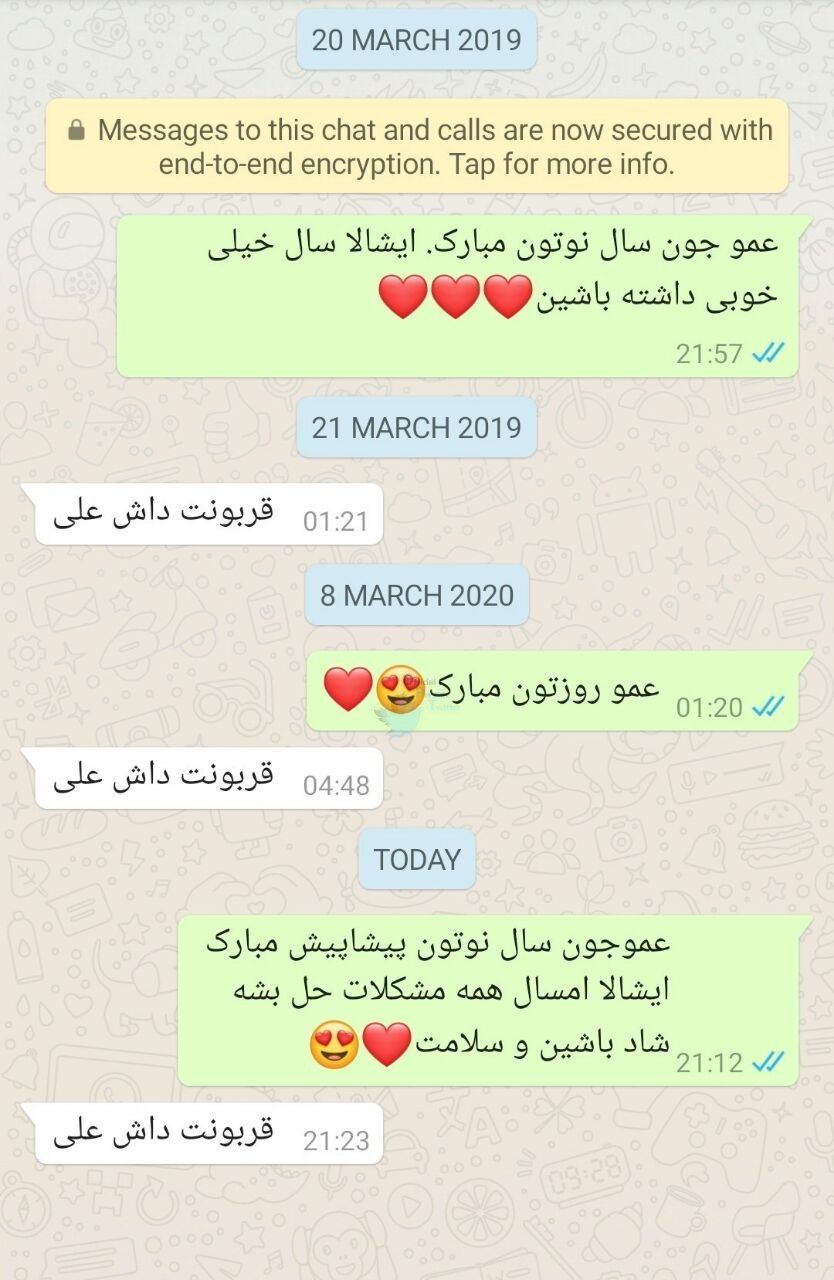 20 MARCH 2019
Messages to this chat and calls are now secured with
end-to-end encryption. Tap for more info.
عمو جون سال نوتون مبارک. ایشالا سال خیلی
خوبی داشته باشین❤️❤️❤️
21:57
21 MARCH 2019
قربونت داش علی 01:21
8 MARCH 2020
عمو روزتون مبارک😍❤️ 01:20
قربونت داش علی 04:48
TODAY
عموجون سال نوتون پیشاپیش مبارک
ایشالا امسال همه مشکلات حل بشه
شاد باشین و سلامت❤️😍 21:12
قربونت داش علی 21:23